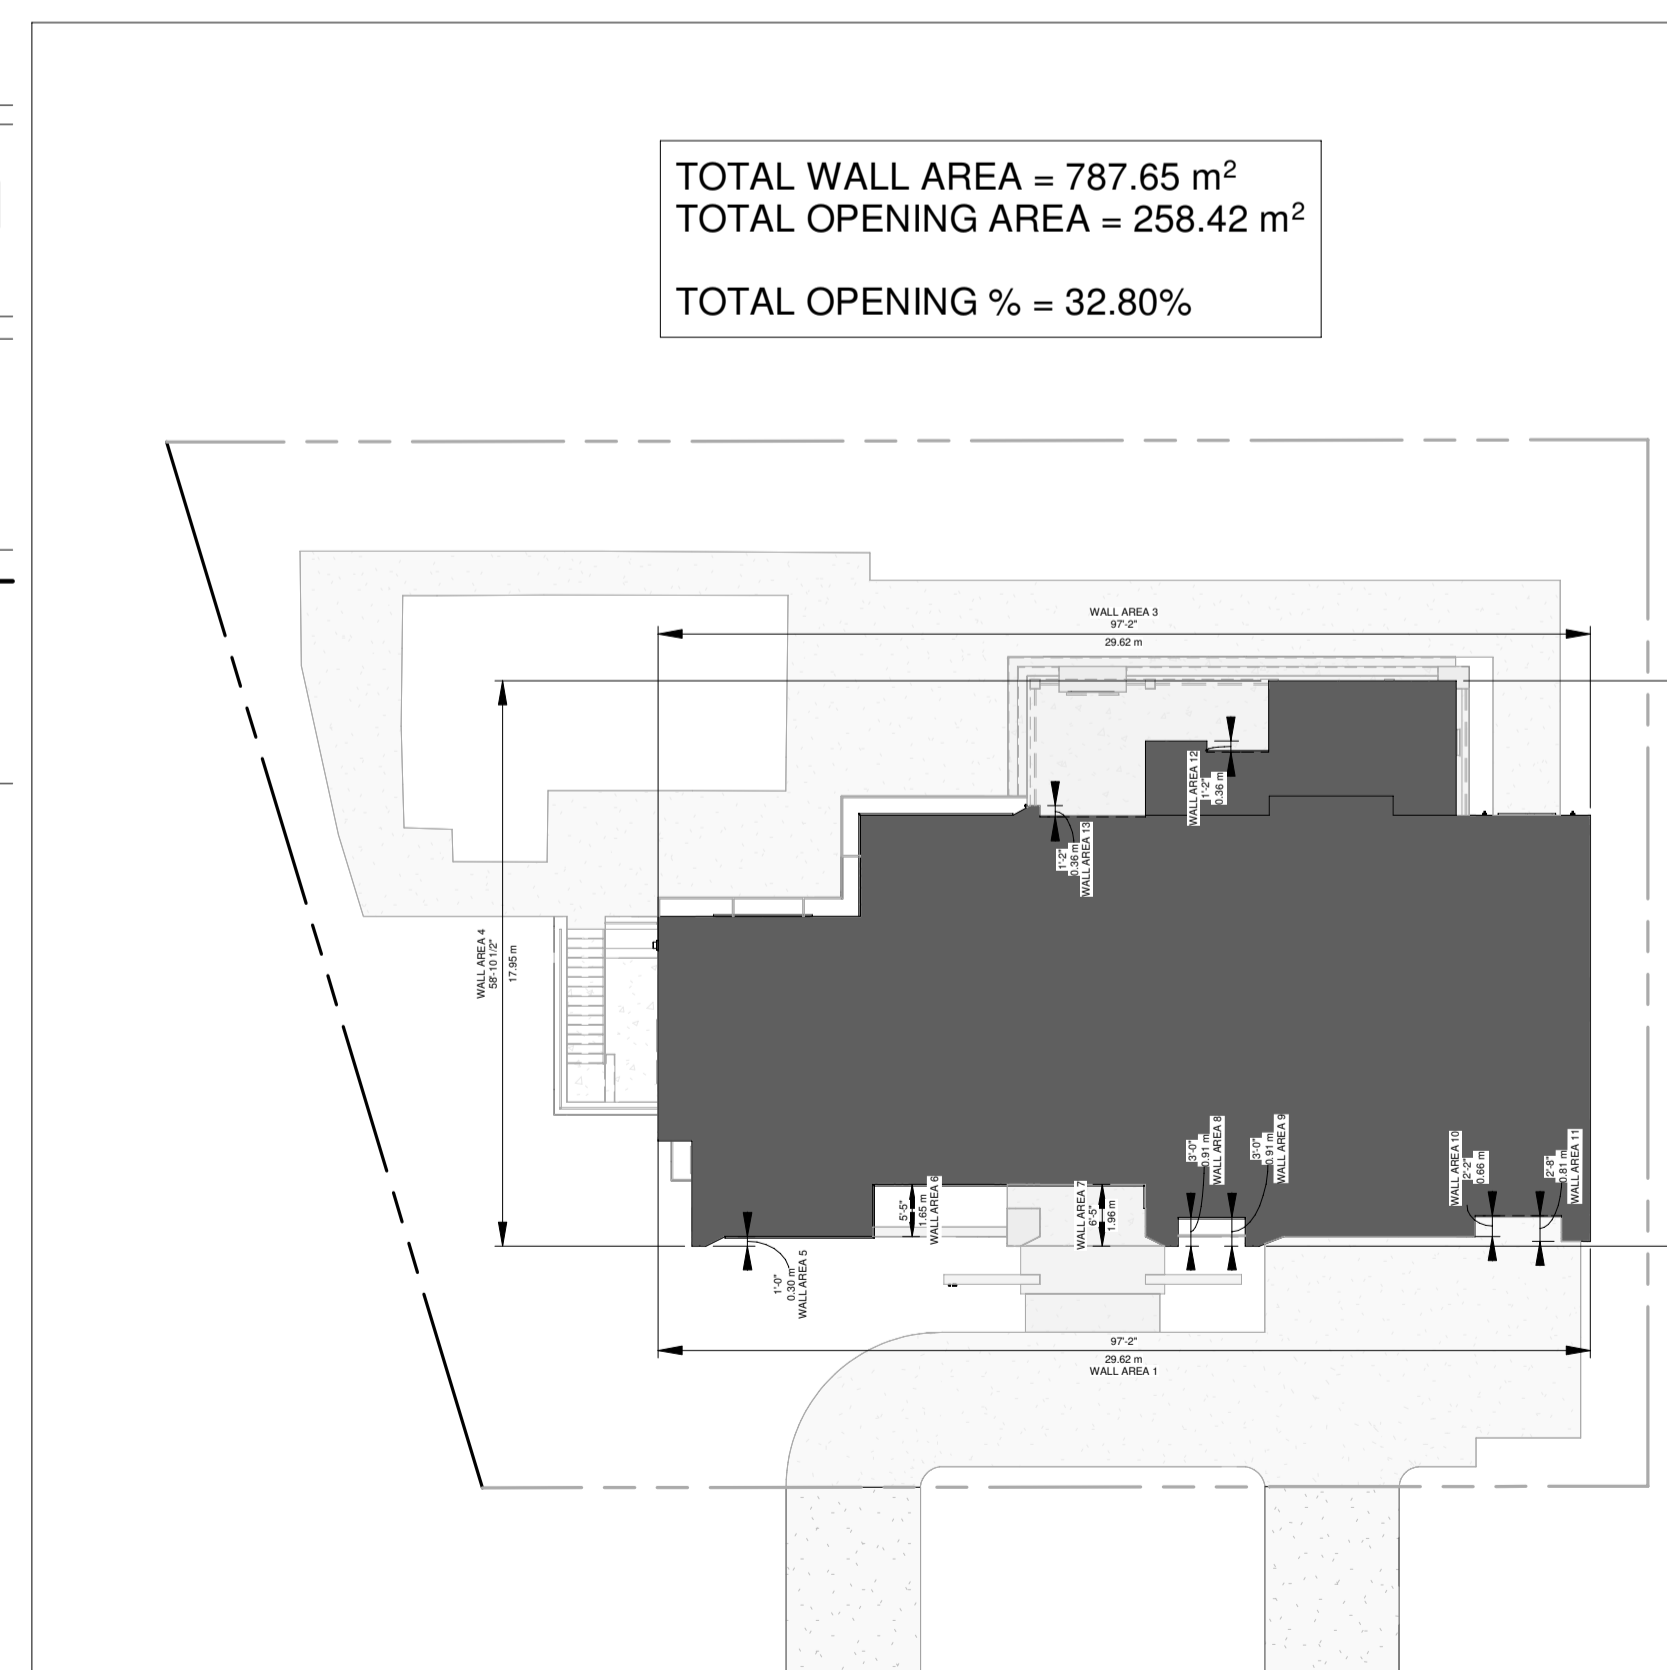 TOTAL WALL AREA = 787.65 m²
TOTAL OPENING AREA = 258.42 m²
TOTAL OPENING % = 32.80%
WALL AREA 3
97'-2"
29.62 m
WALL AREA 12
1'-2"
0.36 m
1'-2"
0.36 m
WALL AREA 13
WALL AREA 4
58'-10 1/2"
17.95 m
3'-0"
0.91 m
WALL AREA 8
3'-0"
0.91 m
WALL AREA 9
WALL AREA 10
2'-2"
0.66 m
2'-8"
0.81 m
WALL AREA 11
5'-5"
1.65 m
WALL AREA 6
WALL AREA 7
6'-5"
1.96 m
1'-0"
0.30 m
WALL AREA 5
97'-2"
29.62 m
WALL AREA 1